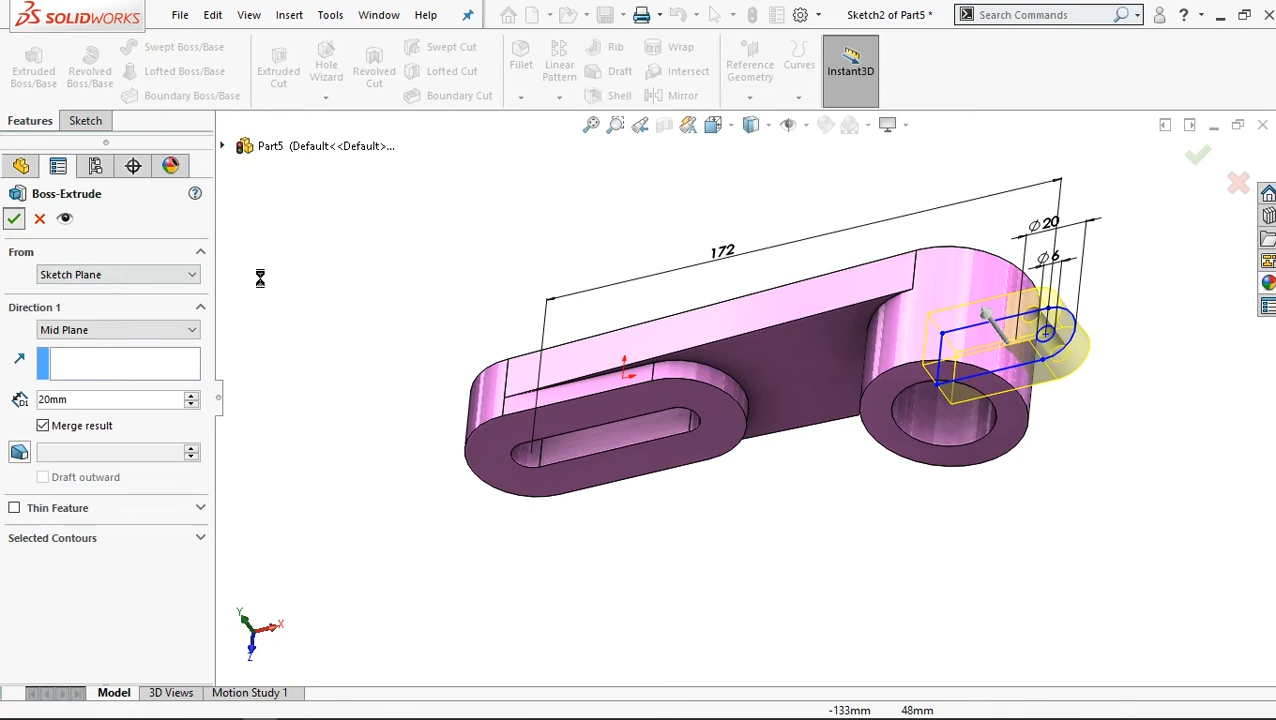 SOLIDWORKS
File Edit View Insert Tools Window Help
Sketch2 of Part5 *
Search Commands
?
Extruded Boss/Base
Revolved Boss/Base
Swept Boss/Base
Lofted Boss/Base
Boundary Boss/Base
Extruded Cut
Hole Wizard
Revolved Cut
Swept Cut
Lofted Cut
Boundary Cut
Fillet
Linear Pattern
Rib
Draft
Shell
Wrap
Intersect
Mirror
Reference Geometry
Curves
Instant3D
Features Sketch
Part5 (Default<<Default>...
Boss-Extrude
?
From
Sketch Plane
Direction 1
Mid Plane
20mm
Merge result
Draft outward
Thin Feature
Selected Contours
172
∅20
∅6
Y
X
Z
Model 3D Views Motion Study 1
-133mm 48mm